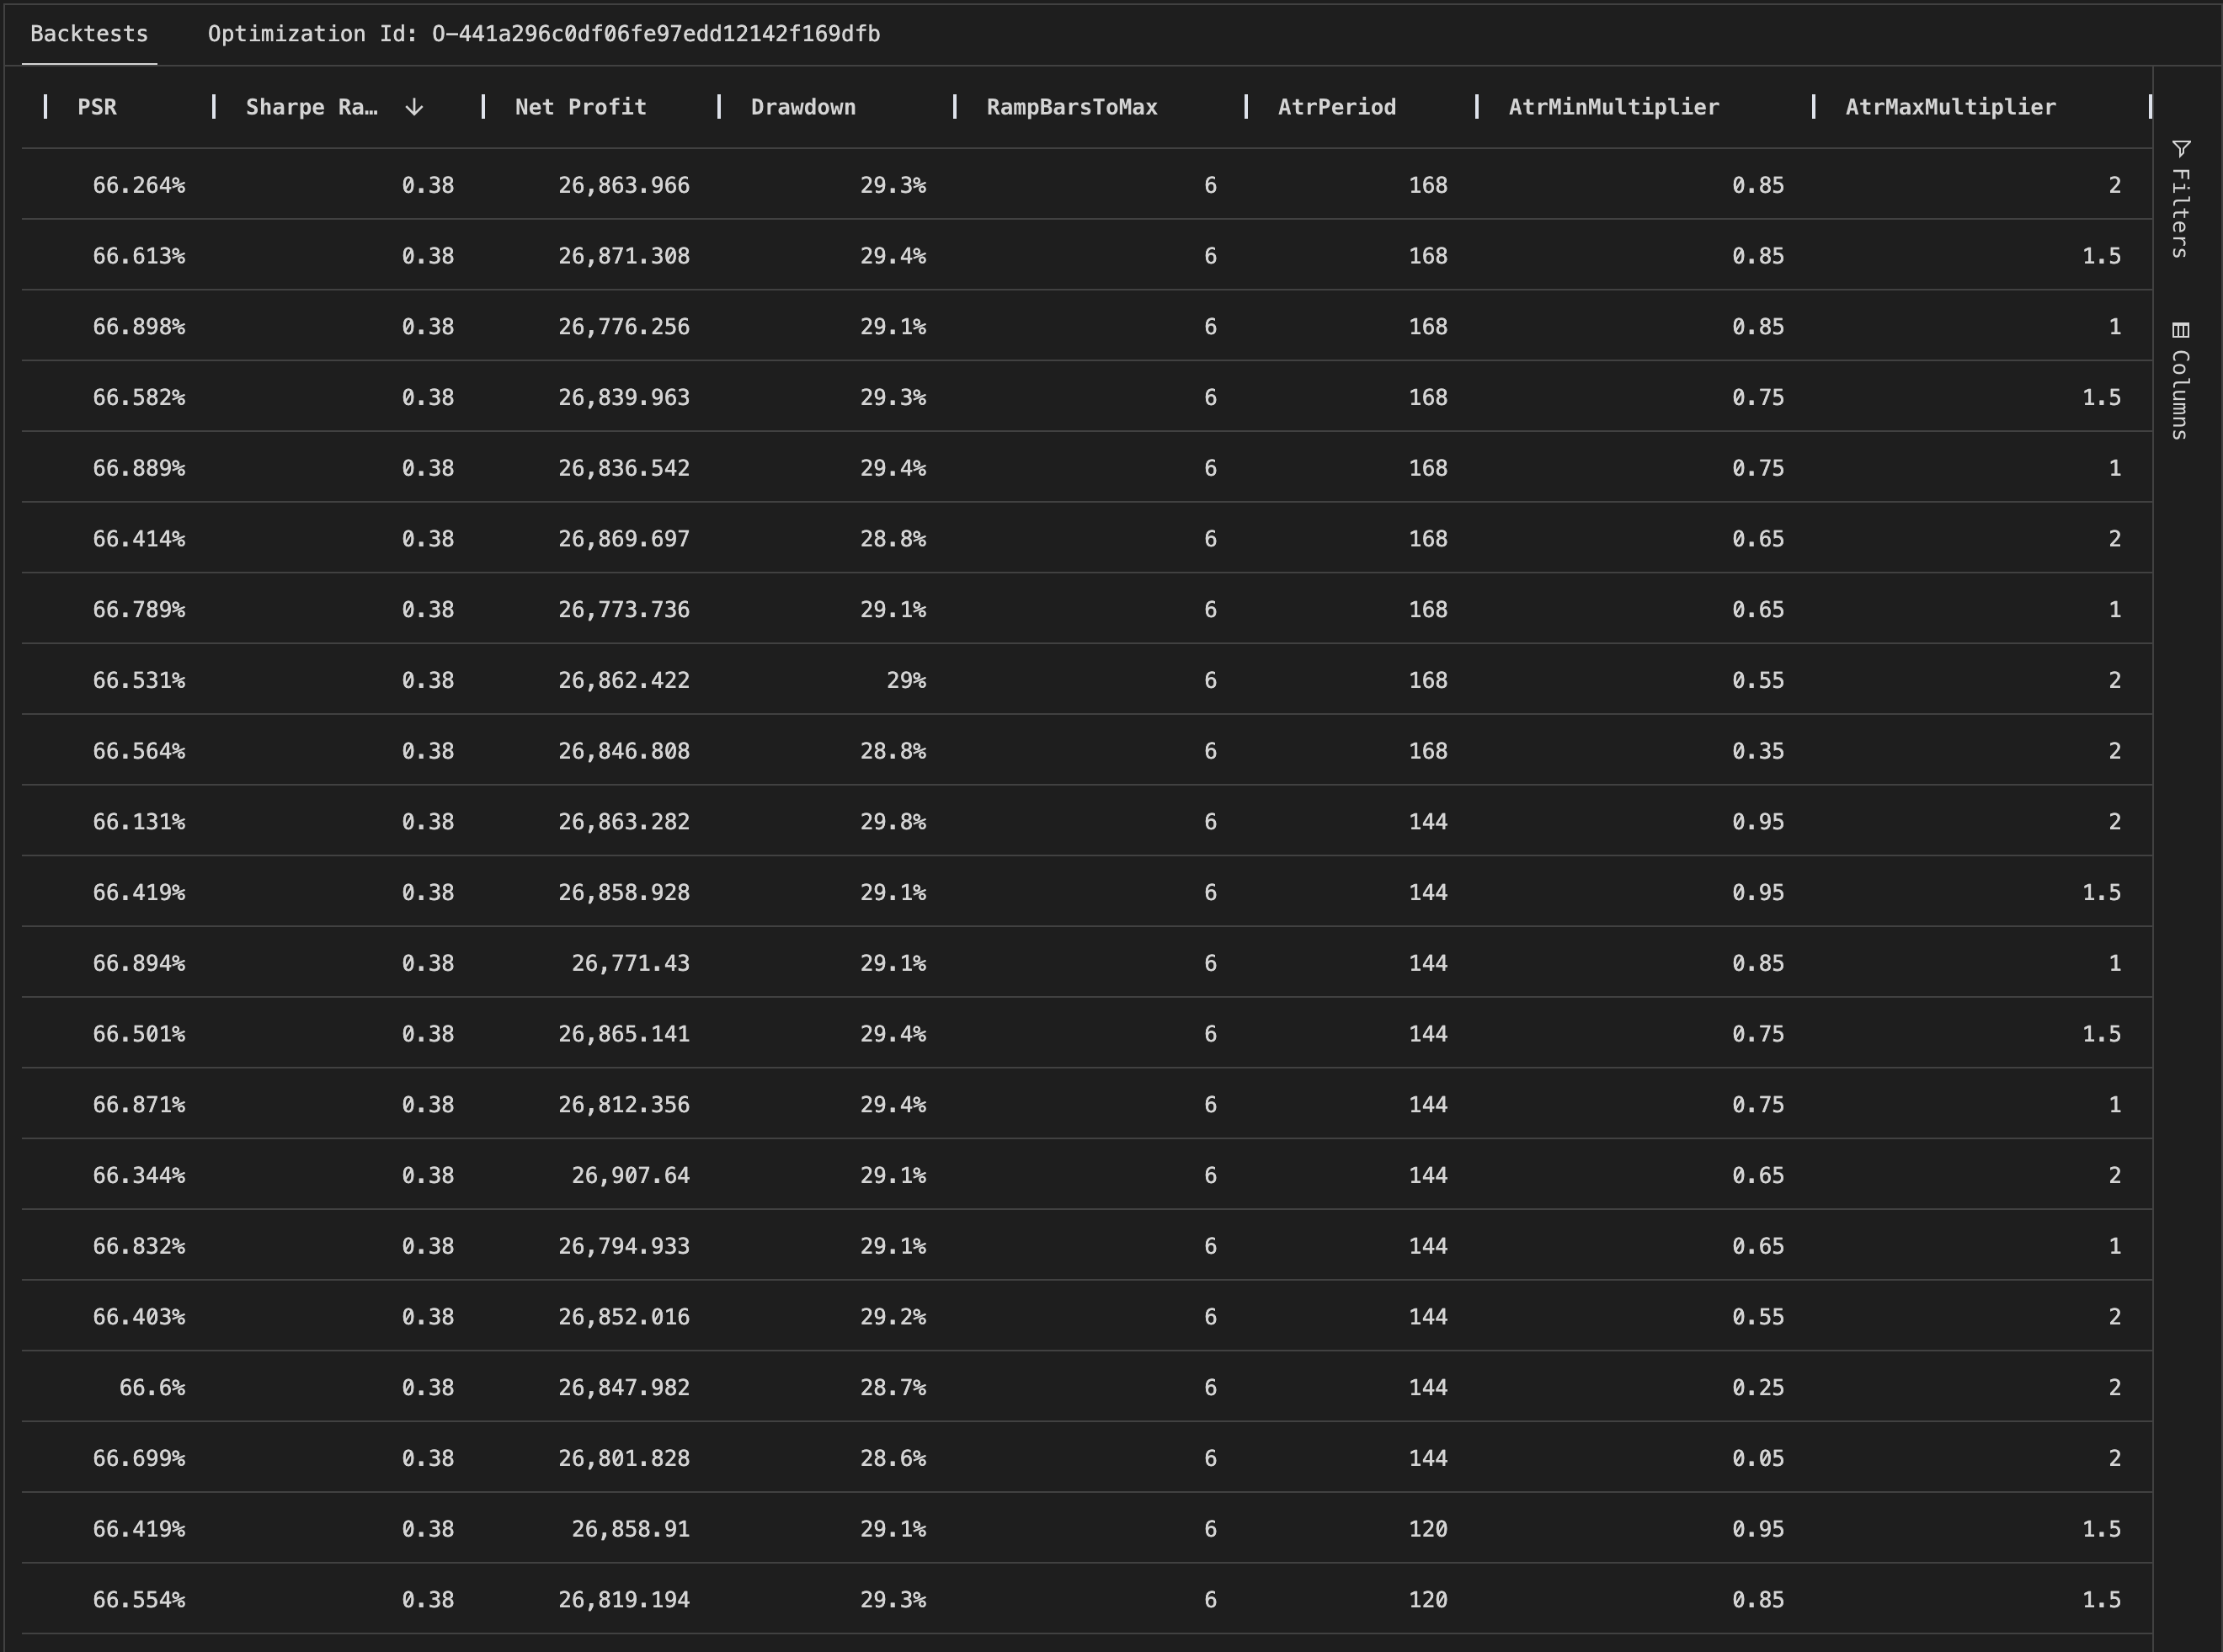 Backtests Optimization Id: O-441a296c0df06fe97edd12142f169dfb
PSR Sharpe Ra… ↓ Net Profit Drawdown RampBarsToMax AtrPeriod AtrMinMultiplier AtrMaxMultiplier
66.264% 0.38 26,863.966 29.3% 6 168 0.85 2
66.613% 0.38 26,871.308 29.4% 6 168 0.85 1.5
66.898% 0.38 26,776.256 29.1% 6 168 0.85 1
66.582% 0.38 26,839.963 29.3% 6 168 0.75 1.5
66.889% 0.38 26,836.542 29.4% 6 168 0.75 1
66.414% 0.38 26,869.697 28.8% 6 168 0.65 2
66.789% 0.38 26,773.736 29.1% 6 168 0.65 1
66.531% 0.38 26,862.422 29% 6 168 0.55 2
66.564% 0.38 26,846.808 28.8% 6 168 0.35 2
66.131% 0.38 26,863.282 29.8% 6 144 0.95 2
66.419% 0.38 26,858.928 29.1% 6 144 0.95 1.5
66.894% 0.38 26,771.43 29.1% 6 144 0.85 1
66.501% 0.38 26,865.141 29.4% 6 144 0.75 1.5
66.871% 0.38 26,812.356 29.4% 6 144 0.75 1
66.344% 0.38 26,907.64 29.1% 6 144 0.65 2
66.832% 0.38 26,794.933 29.1% 6 144 0.65 1
66.403% 0.38 26,852.016 29.2% 6 144 0.55 2
66.6% 0.38 26,847.982 28.7% 6 144 0.25 2
66.699% 0.38 26,801.828 28.6% 6 144 0.05 2
66.419% 0.38 26,858.91 29.1% 6 120 0.95 1.5
66.554% 0.38 26,819.194 29.3% 6 120 0.85 1.5
Filters
Columns